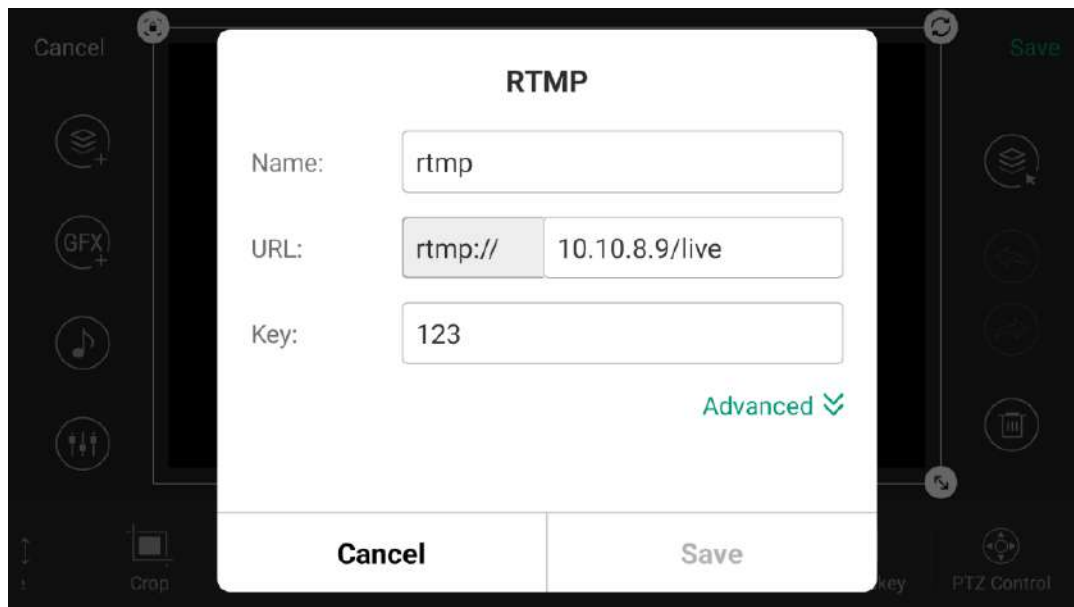 Cancel
Save
RTMP
Name:
rtmp
URL:
rtmp://
10.10.8.9/live
Key:
123
Advanced
GFX
Cancel
Save
Crop
key
PTZ Control